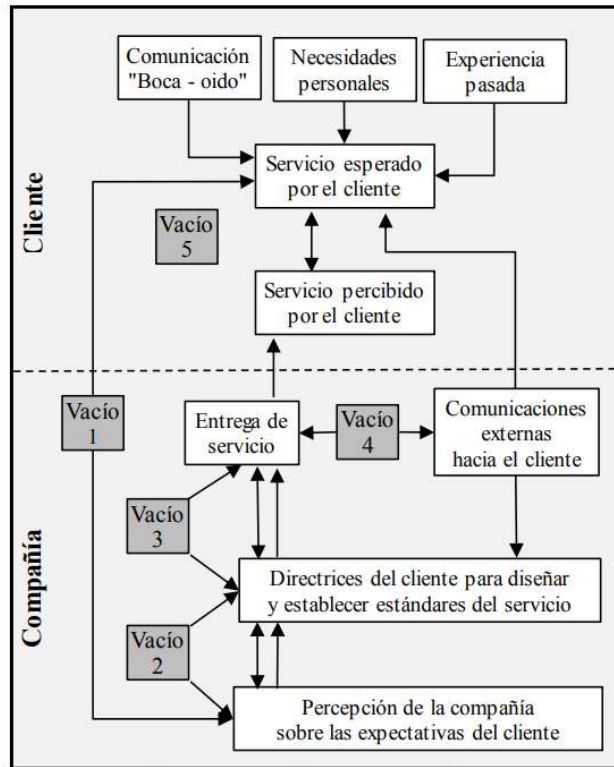 Comunicación
"Boca - oido"
Necesidades
personales
Experiencia
pasada
Servicio esperado
por el cliente
Cliente
Vacío
5
Servicio percibido
por el cliente
Vacío
1
Entrega de
servicio
Vacío
4
Comunicaciones
externas
hacia el cliente
Vacío
3
Compañía
Directrices del cliente para diseñar
y establecer estándares del servicio
Vacío
2
Percepción de la compañía
sobre las expectativas del cliente